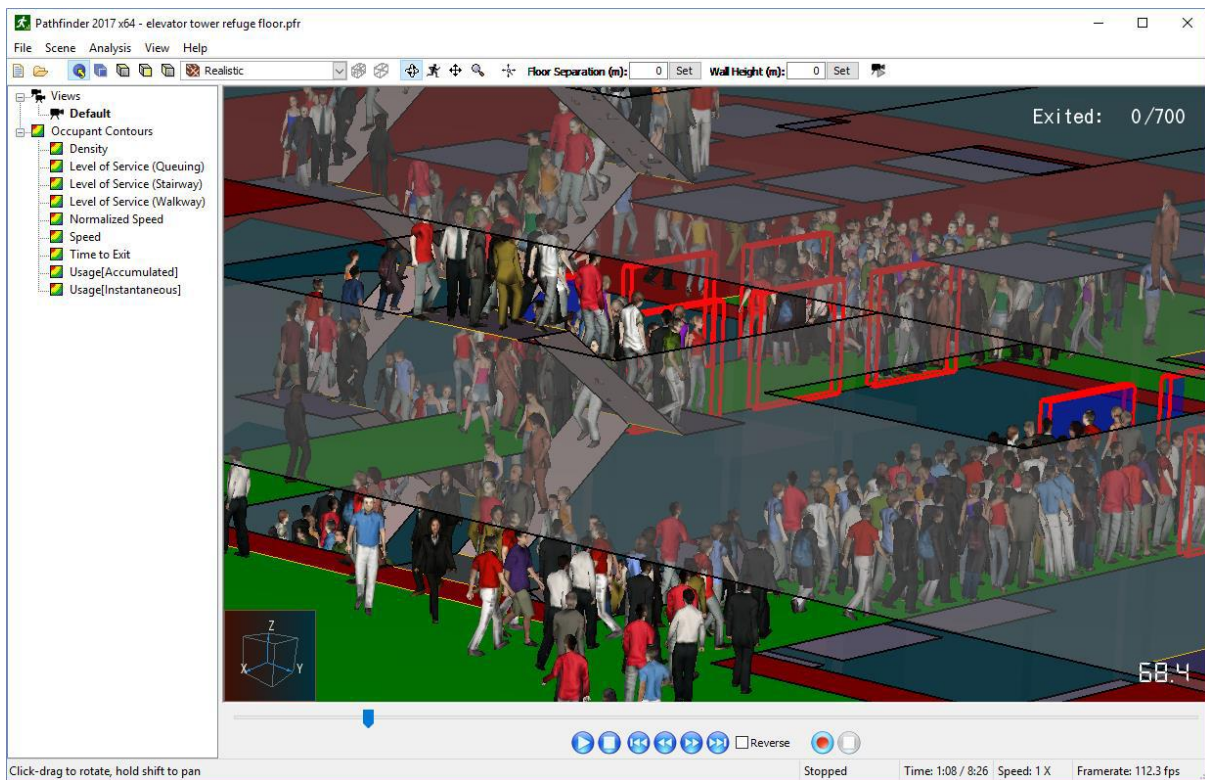 Pathfinder 2017 x64 - elevator tower refuge floor.pfr
File Scene Analysis View Help
Realistic Floor Separation (m): 0 Set Wall Height (m): 0 Set
Views
Default
Occupant Contours
Density
Level of Service (Queuing)
Level of Service (Stairway)
Level of Service (Walkway)
Normalized Speed
Speed
Time to Exit
Usage[Accumulated]
Usage[Instantaneous]
Exited: 0/700
Z
X Y
68.4
Reverse
Click-drag to rotate, hold shift to pan Stopped Time: 1:08 / 8:26 Speed: 1 X Framerate: 112.3 fps